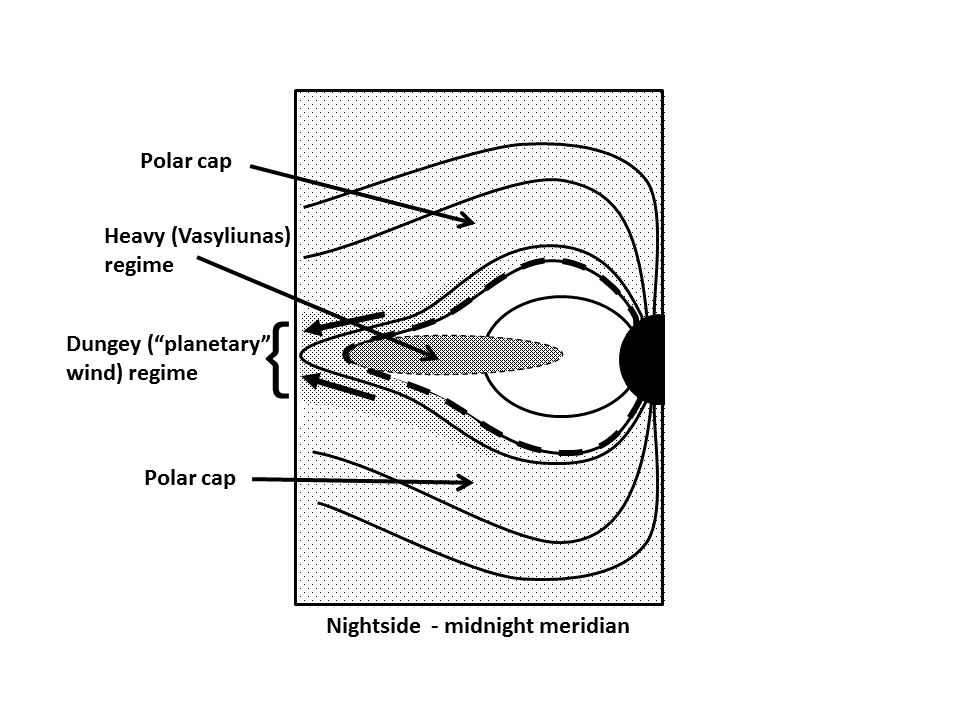 Polar cap
Heavy (Vasyliunas)
regime
Dungey (“planetary”
wind) regime
Polar cap
Nightside - midnight meridian